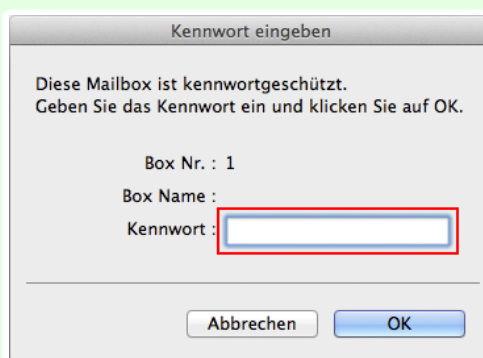 Kennwort eingeben
Diese Mailbox ist kennwortgeschützt.
Geben Sie das Kennwort ein und klicken Sie auf OK.
Box Nr. : 1
Box Name :
Kennwort :
Abbrechen OK